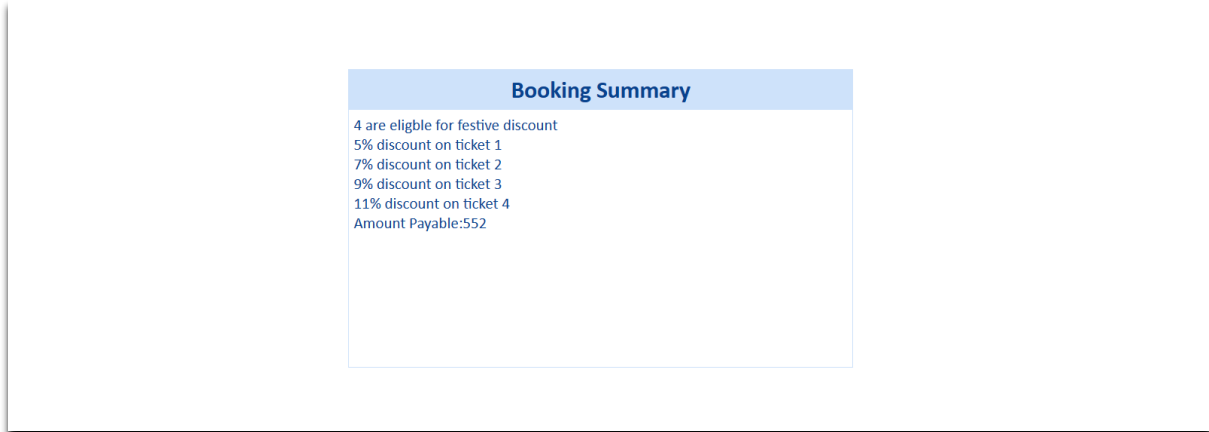 Booking Summary
4 are eligble for festive discount
5% discount on ticket 1
7% discount on ticket 2
9% discount on ticket 3
11% discount on ticket 4
Amount Payable:552